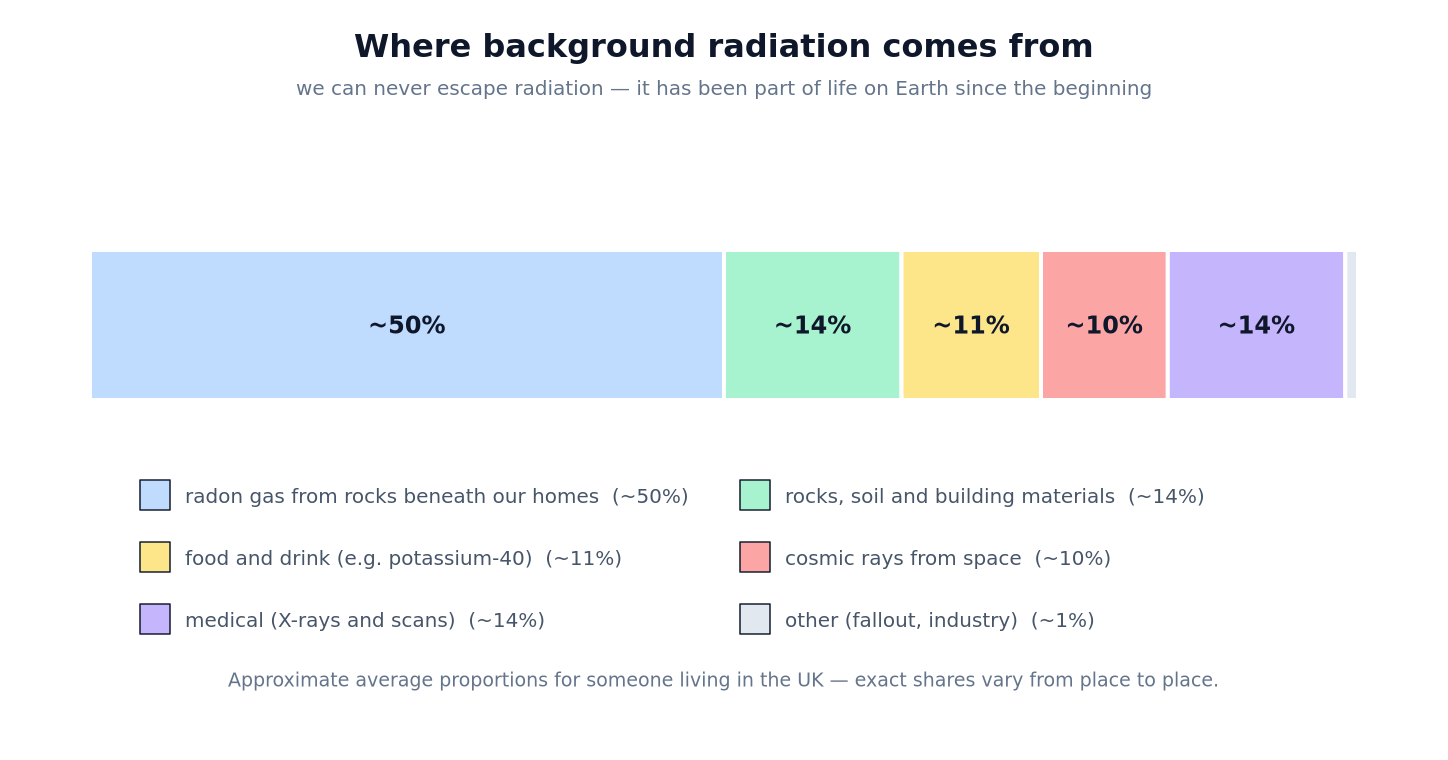 Where background radiation comes from
we can never escape radiation — it has been part of life on Earth since the beginning
~50%
~14%
~11%
~10%
~14%
radon gas from rocks beneath our homes (~50%)
rocks, soil and building materials (~14%)
food and drink (e.g. potassium-40) (~11%)
cosmic rays from space (~10%)
medical (X-rays and scans) (~14%)
other (fallout, industry) (~1%)
Approximate average proportions for someone living in the UK — exact shares vary from place to place.